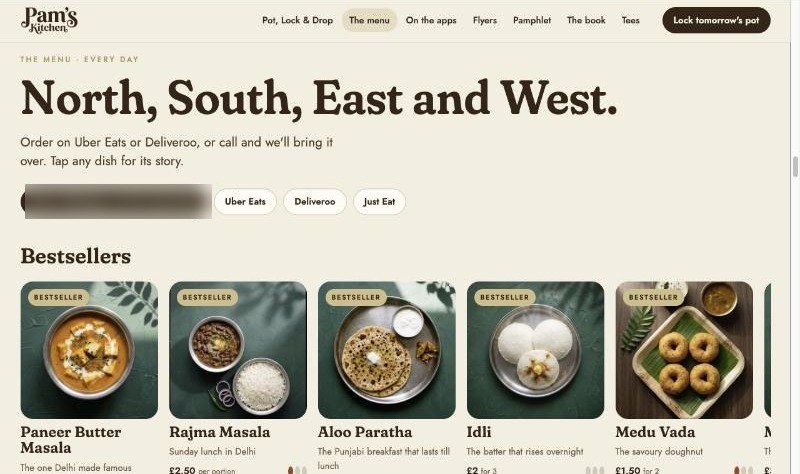 Pam's
Kitchen
Pot, Lock & Drop
The menu
On the apps
Flyers
Pamphlet
The book
Tees
Lock tomorrow's pot
THE MENU · EVERY DAY
North, South, East and West.
Order on Uber Eats or Deliveroo, or call and we'll bring it
over. Tap any dish for its story.
Uber Eats
Deliveroo
Just Eat
Bestsellers
BESTSELLER
BESTSELLER
BESTSELLER
BESTSELLER
BESTSELLER
Paneer Butter
Masala
The one Delhi made famous
Rajma Masala
Sunday lunch in Delhi
£2.50 per portion
Aloo Paratha
The Punjabi breakfast that lasts till
lunch
Idli
The batter that rises overnight
£2 for 3
Medu Vada
The savoury doughnut
£1.50 for 2